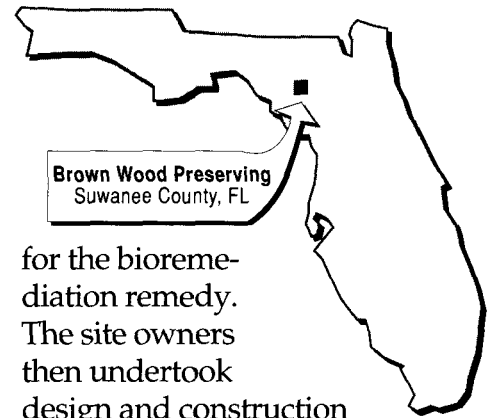 Brown Wood Preserving
Suwanee County, FL
for the bioreme-
diation remedy.
The site owners
then undertook
design and construction